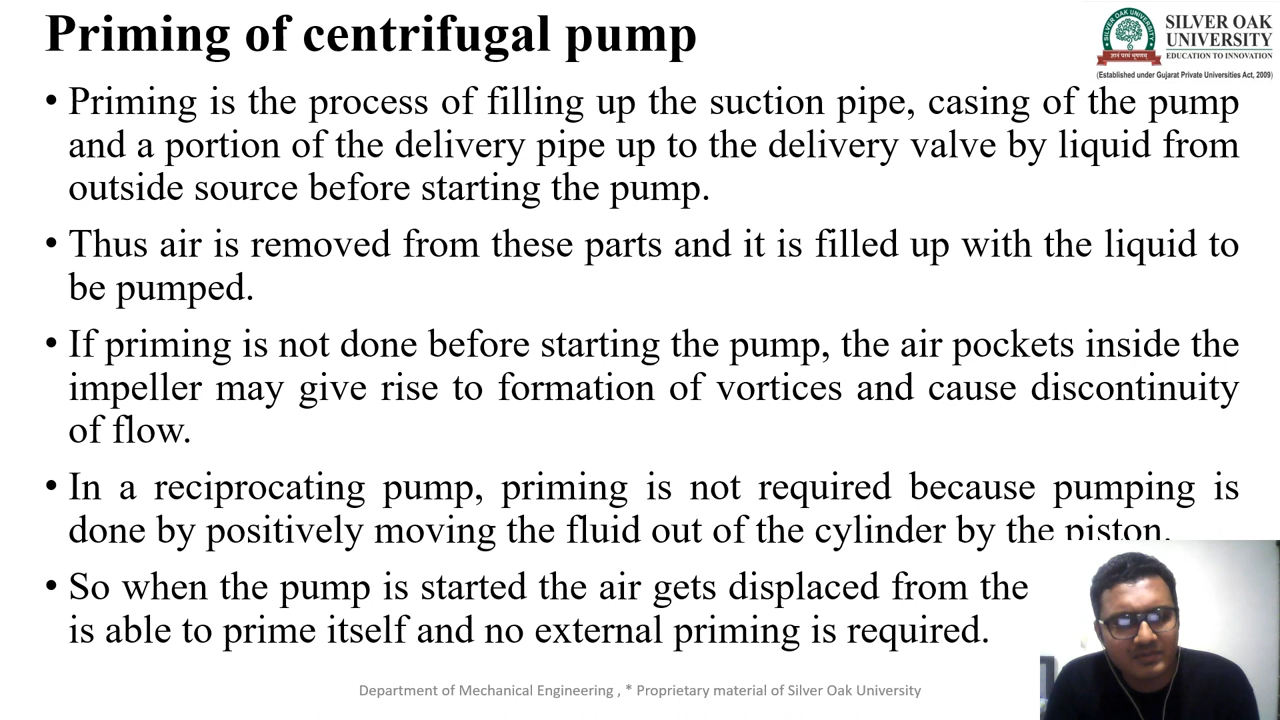 Priming of centrifugal pump
SILVER OAK
UNIVERSITY
EDUCATION TO INNOVATION
(Established under Gujarat Private Universities Act, 2009)
• Priming is the process of filling up the suction pipe, casing of the pump
and a portion of the delivery pipe up to the delivery valve by liquid from
outside source before starting the pump.
• Thus air is removed from these parts and it is filled up with the liquid to
be pumped.
• If priming is not done before starting the pump, the air pockets inside the
impeller may give rise to formation of vortices and cause discontinuity
of flow.
• In a reciprocating pump, priming is not required because pumping is
done by positively moving the fluid out of the cylinder by the piston.
• So when the pump is started the air gets displaced from the
is able to prime itself and no external priming is required.
Department of Mechanical Engineering , * Proprietary material of Silver Oak University